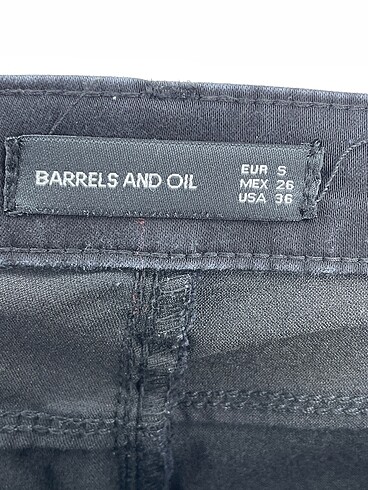 BARRELS AND OIL
EUR S
MEX 26
USA 36